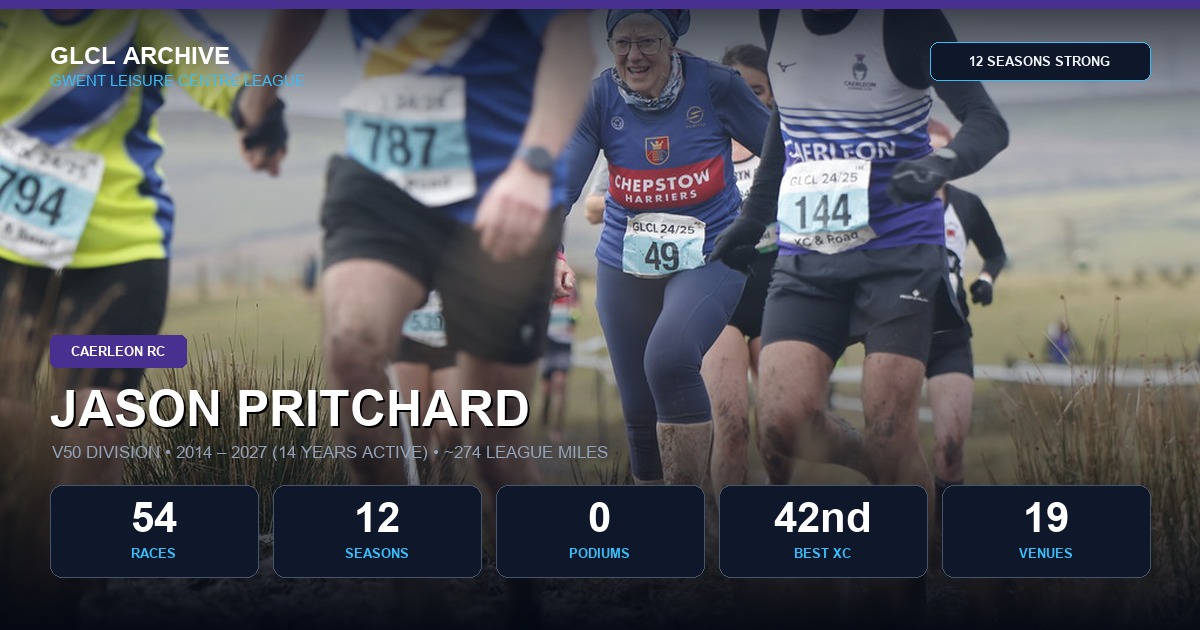 GLCL ARCHIVE
GWENT LEISURE CENTRE LEAGUE
12 SEASONS STRONG
794
787
CHEPSTOW
HARRIERS
GLCL 24/25
49
CAERLEON
GLCL 24/25
144
XC & Road
CAERLEON RC
JASON PRITCHARD
V50 DIVISION • 2014 – 2027 (14 YEARS ACTIVE) • ~274 LEAGUE MILES
54
RACES
12
SEASONS
0
PODIUMS
42nd
BEST XC
19
VENUES